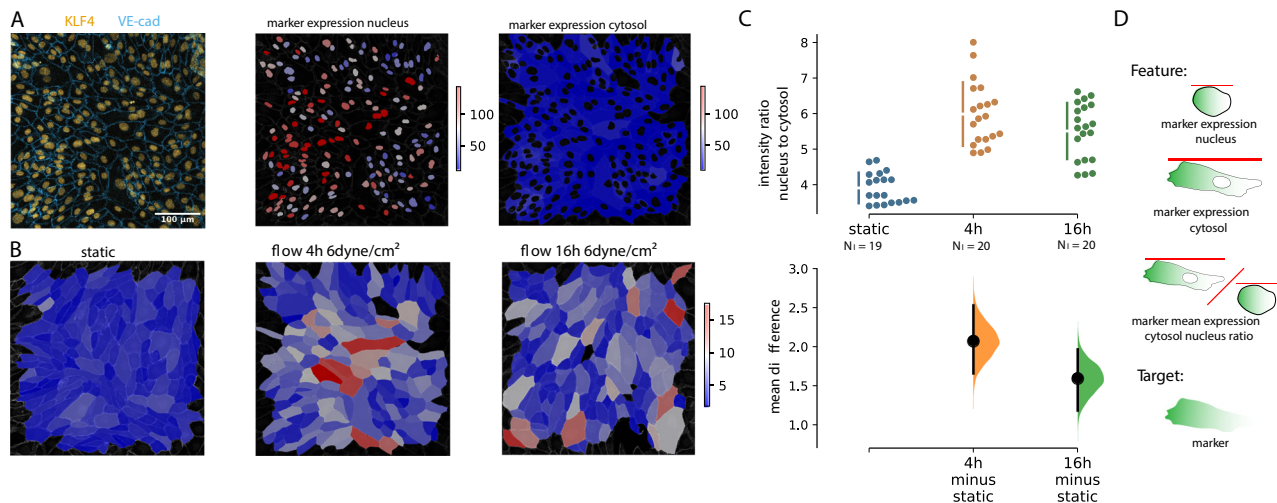 A
KLF4 VE-cad
marker expression nucleus
marker expression cytosol
100 μm
100
50
100
50
B
static
flow 4h 6dyne/cm²
flow 16h 6dyne/cm²
15
10
5
C
intensity ratio
nucleus to cytosol
8
7
6
5
4
static
4h
16h
Nı = 19
Nı = 20
Nı = 20
mean di fference
3.0
2.5
2.0
1.5
1.0
4h
minus
static
16h
minus
static
D
Feature:
marker expression
nucleus
marker expression
cytosol
marker mean expression
cytosol nucleus ratio
Target:
marker